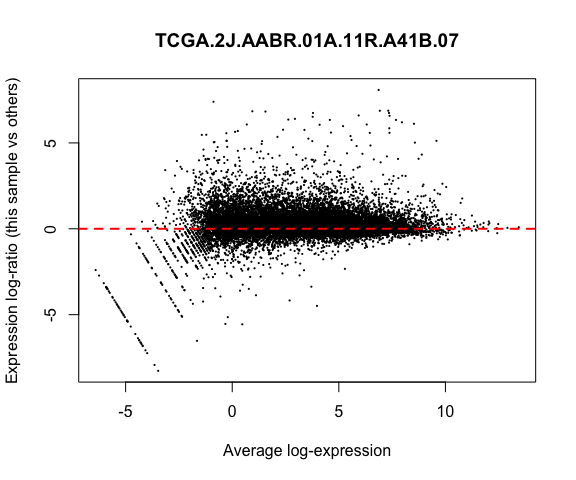 TCGA.2J.AABR.01A.11R.A41B.07
Expression log-ratio (this sample vs others)
5
0
-5
-5 0 5 10
Average log-expression